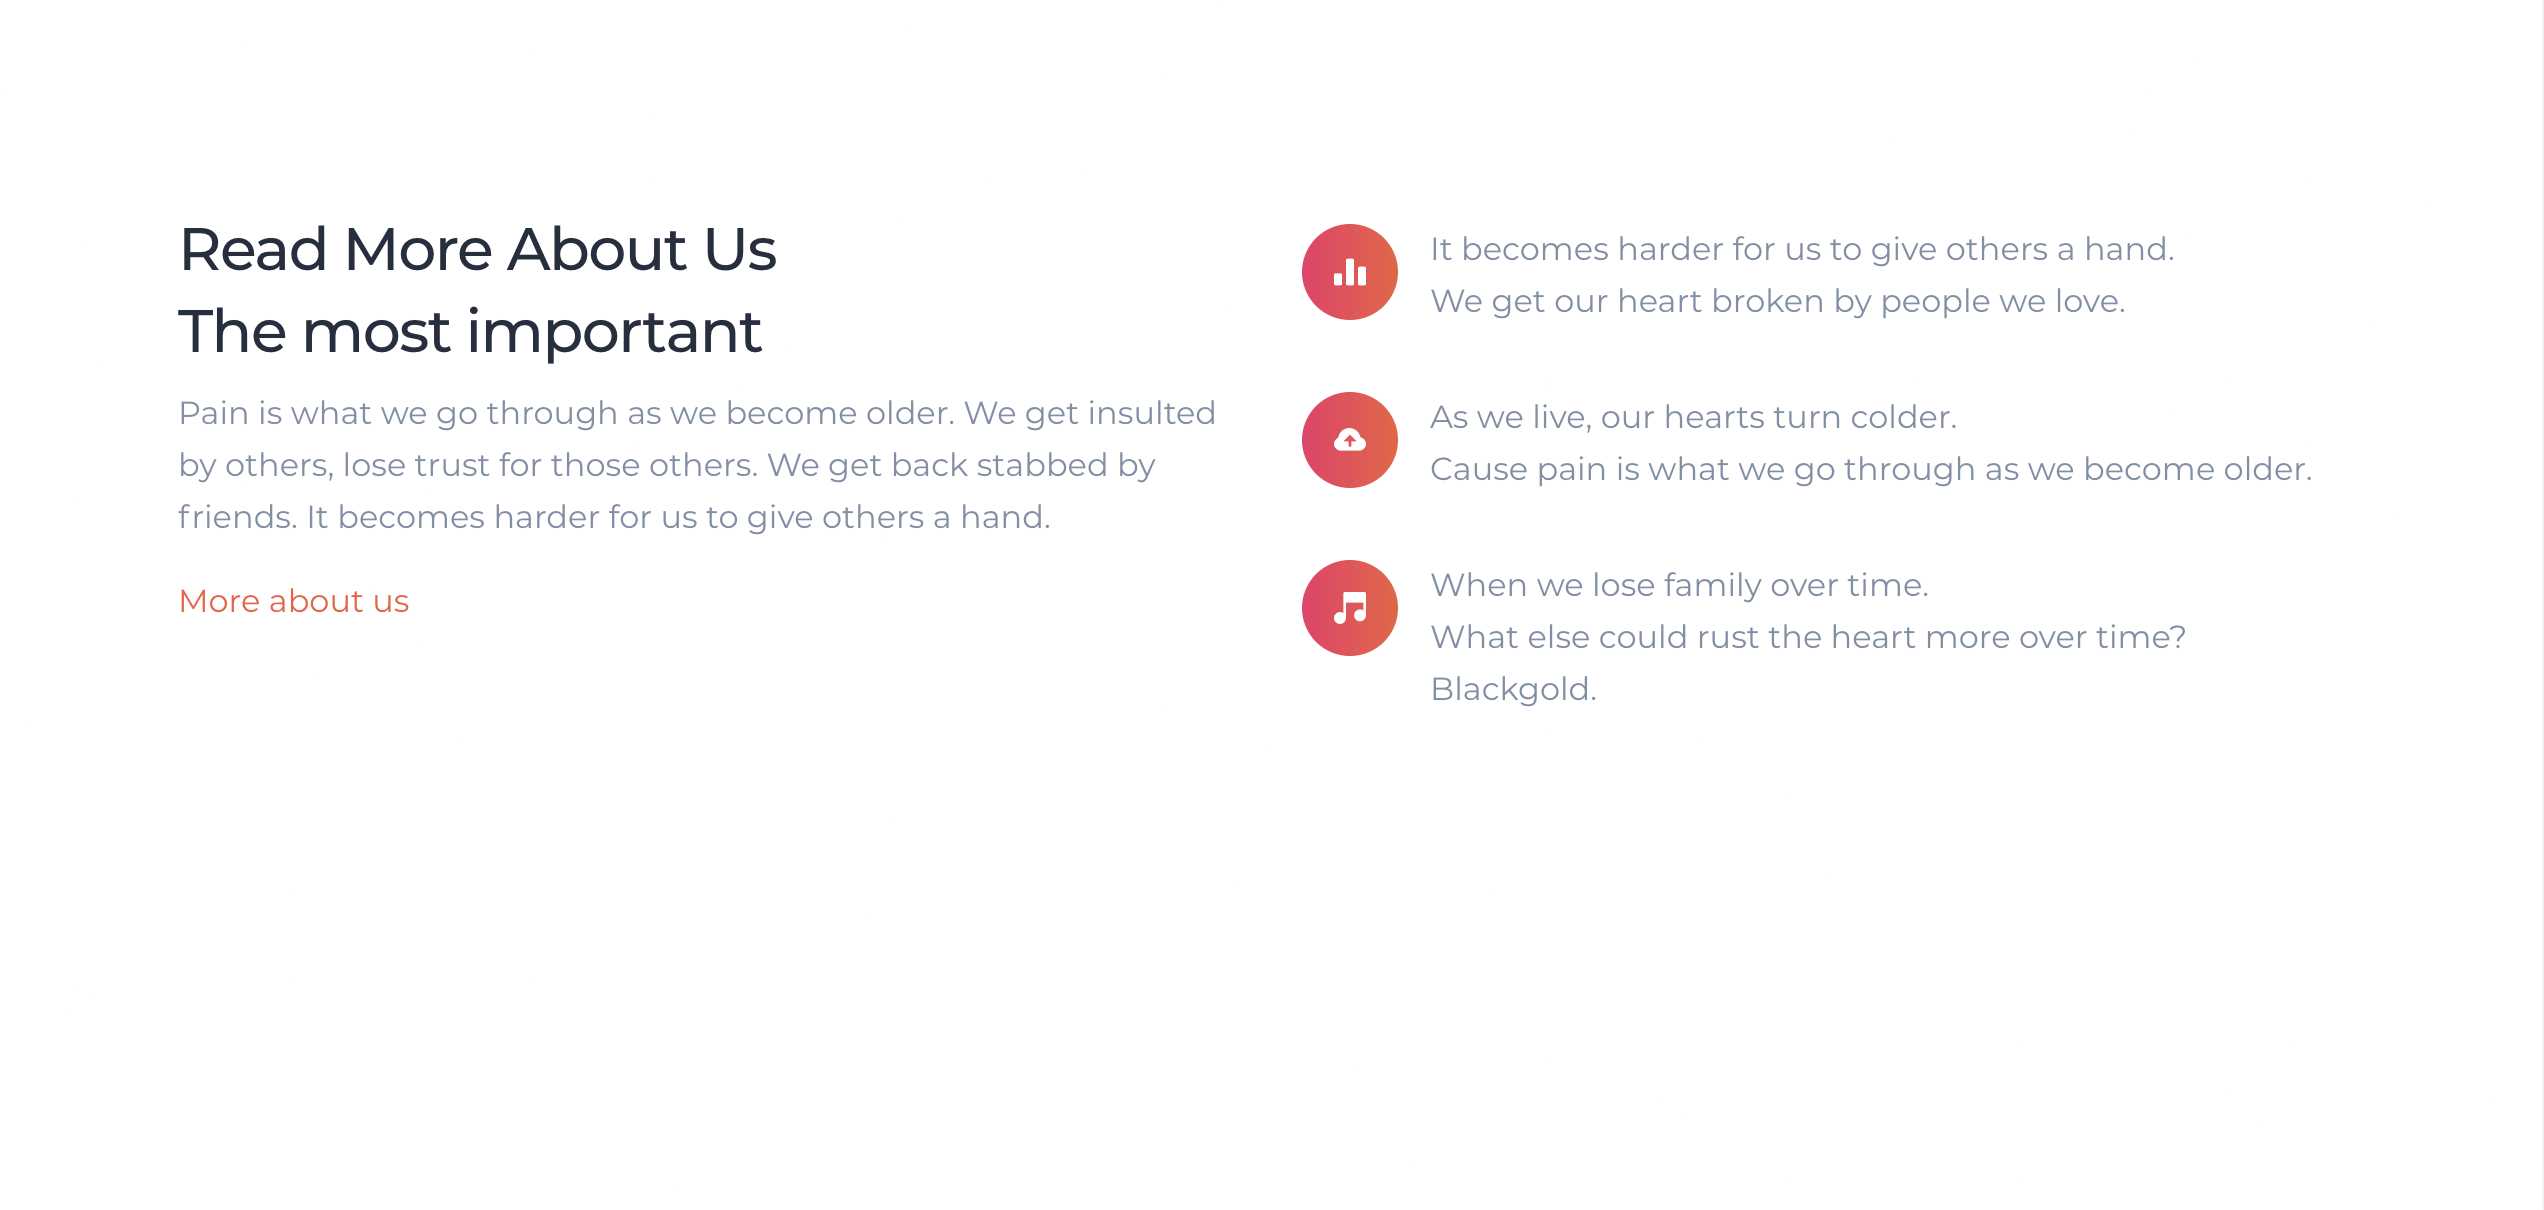 Read More About Us
The most important
Pain is what we go through as we become older. We get insulted
by others, lose trust for those others. We get back stabbed by
friends. It becomes harder for us to give others a hand.
More about us
It becomes harder for us to give others a hand.
We get our heart broken by people we love.
As we live, our hearts turn colder.
Cause pain is what we go through as we become older.
When we lose family over time.
What else could rust the heart more over time?
Blackgold.